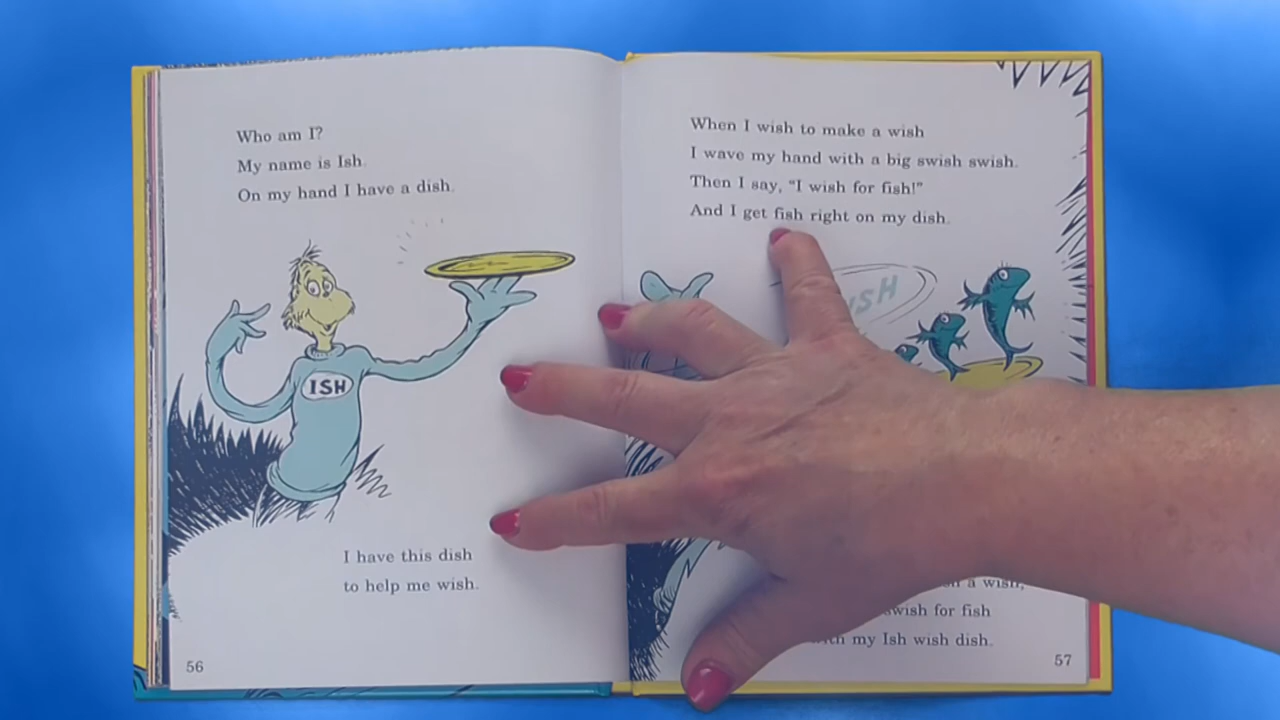 Who am I?
My name is Ish.
On my hand I have a dish.
ISH
I have this dish
to help me wish.
56
When I wish to make a wish
I wave my hand with a big swish swish.
Then I say, "I wish for fish!"
And I get fish right on my dish.
ISH
a wish,
for fish
my Ish wish dish.
57